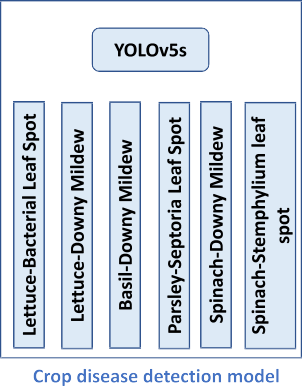 YOLOv5s
Lettuce-Bacterial Leaf Spot
Lettuce-Downy Mildew
Basil-Downy Mildew
Parsley-Septoria Leaf Spot
Spinach-Downy Mildew
Spinach-Stemphylium leaf
spot
Crop disease detection model